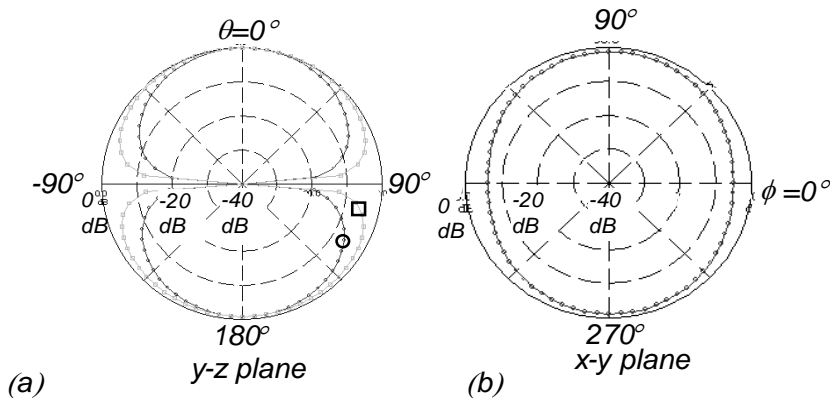 θ=0°
90°
-90°
90°
0
dB
-20
dB
-40
dB
0
dB
-20
dB
-40
dB
ϕ=0°
180°
y-z plane
270°
x-y plane
(a)
(b)